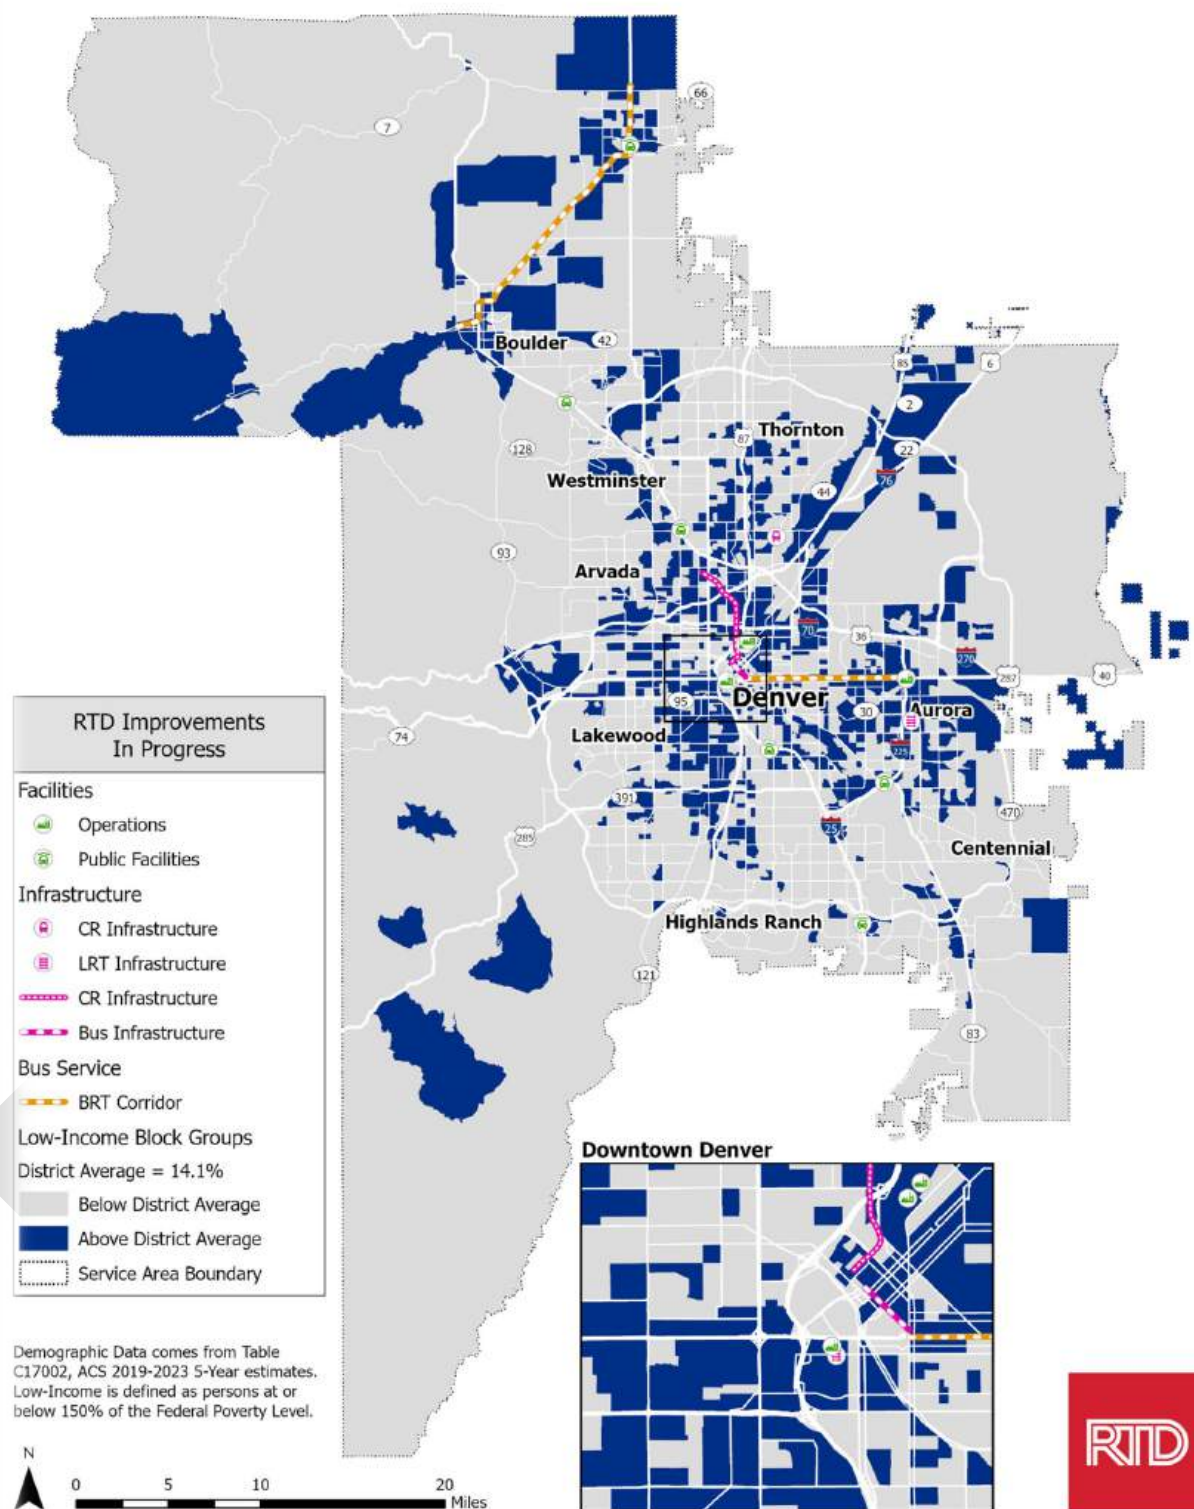 66
7
Boulder
42
85
6
2
87
Thornton
128
22
Westminster
76
44
93
Arvada
70
36
270
287
40
95
Denver
30
Aurora
Lakewood
74
225
391
470
25
285
Centennial
Highlands Ranch
121
83
RTD Improvements
In Progress
Facilities
Operations
Public Facilities
Infrastructure
CR Infrastructure
LRT Infrastructure
CR Infrastructure
Bus Infrastructure
Bus Service
BRT Corridor
Low-Income Block Groups
District Average = 14.1%
Below District Average
Above District Average
Service Area Boundary
Demographic Data comes from Table
C17002, ACS 2019-2023 5-Year estimates.
Low-Income is defined as persons at or
below 150% of the Federal Poverty Level.
N
0 5 10 20
Miles
Downtown Denver
RTD